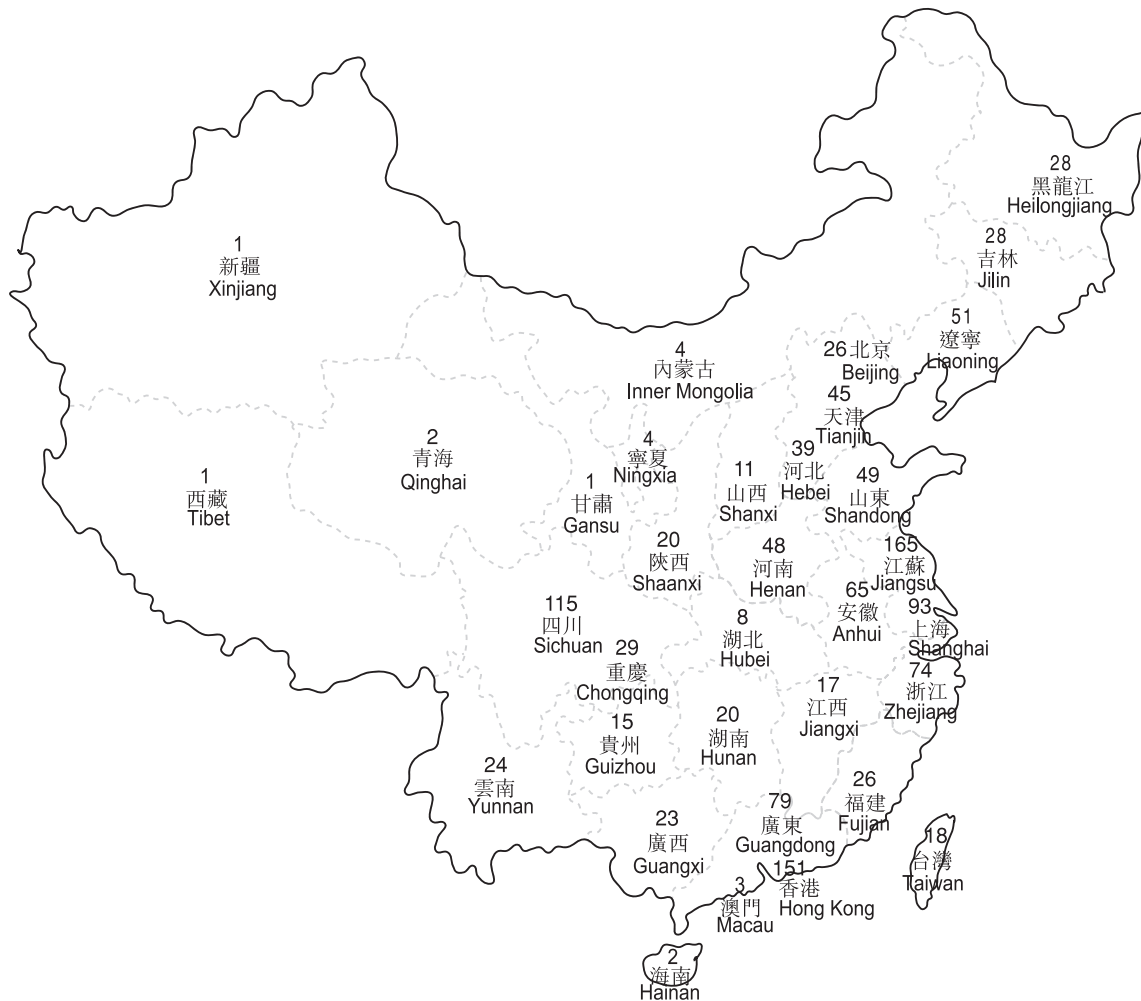 28
黑龍江
Heilongjiang
28
吉林
Jilin
1
新疆
Xinjiang
51
遼寧
Liaoning
4
內蒙古
Inner Mongolia
26北京
Beijing
45
天津
Tianjin
2
青海
Qinghai
4
寧夏
Ningxia
39
河北
Hebei
1
西藏
Tibet
1
甘肅
Gansu
11
山西
Shanxi
49
山東
Shandong
20
陝西
Shaanxi
48
河南
Henan
165
江蘇
Jiangsu
65
安徽
Anhui
115
四川
Sichuan
8
湖北
Hubei
93
上海
Shanghai
29
重慶
Chongqing
74
浙江
Zhejiang
17
江西
Jiangxi
15
貴州
Guizhou
20
湖南
Hunan
24
雲南
Yunnan
26
福建
Fujian
23
廣西
Guangxi
79
廣東
Guangdong
18
台灣
Taiwan
151
香港
Hong Kong
3
澳門
Macau
2
海南
Hainan